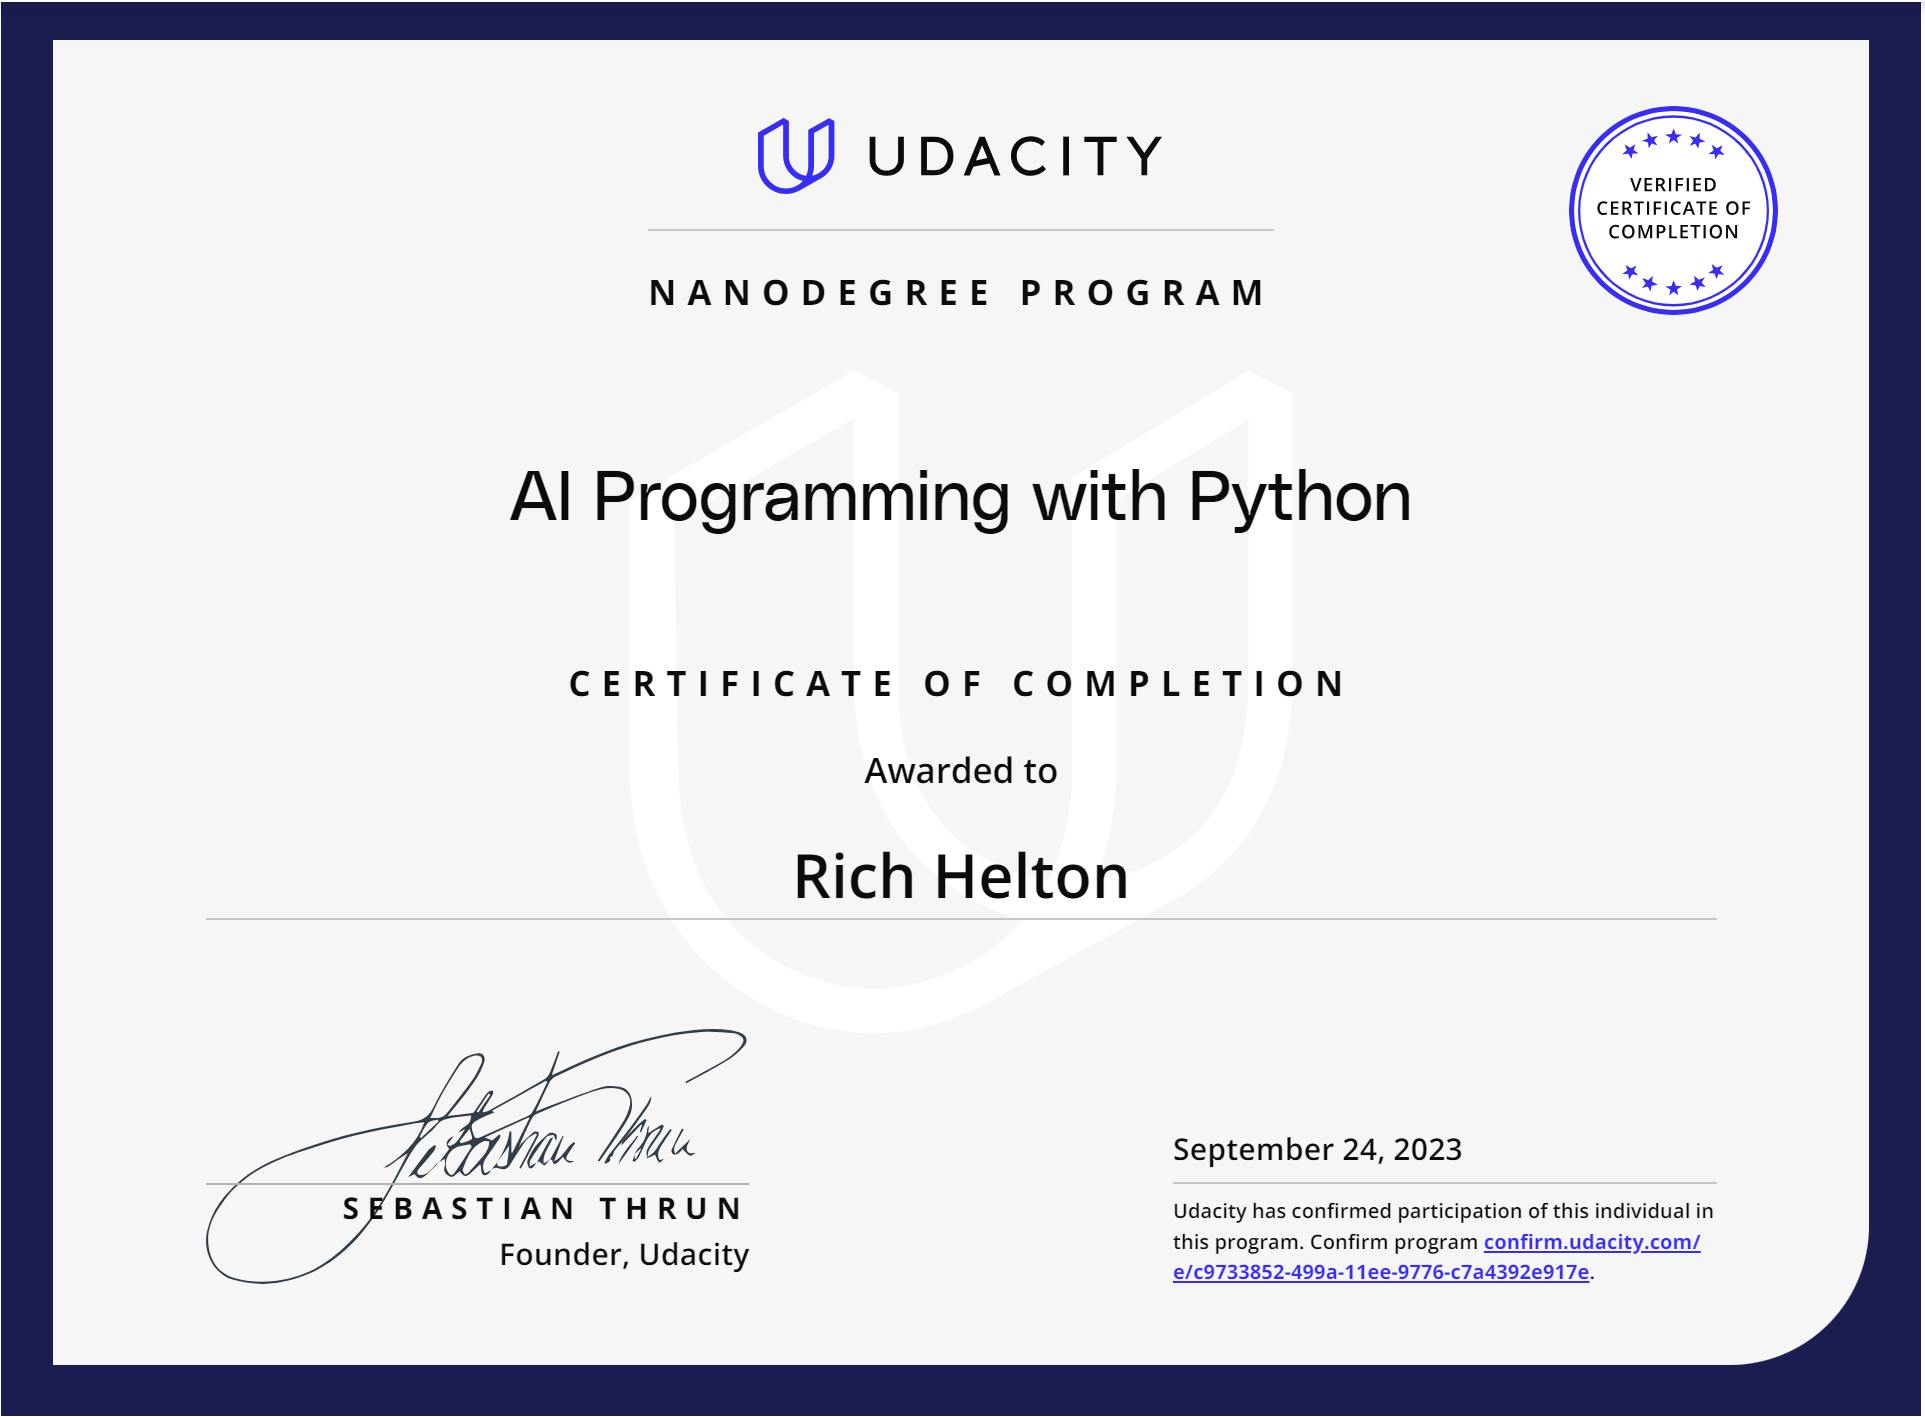 UDACITY
VERIFIED
CERTIFICATE OF
COMPLETION
NANODEGREE PROGRAM
AI Programming with Python
CERTIFICATE OF COMPLETION
Awarded to
Rich Helton
Sebastian Thrun
SEBASTIAN THRUN
Founder, Udacity
September 24, 2023
Udacity has confirmed participation of this individual in
this program. Confirm program confirm.udacity.com/
e/c9733852-499a-11ee-9776-c7a4392e917e.